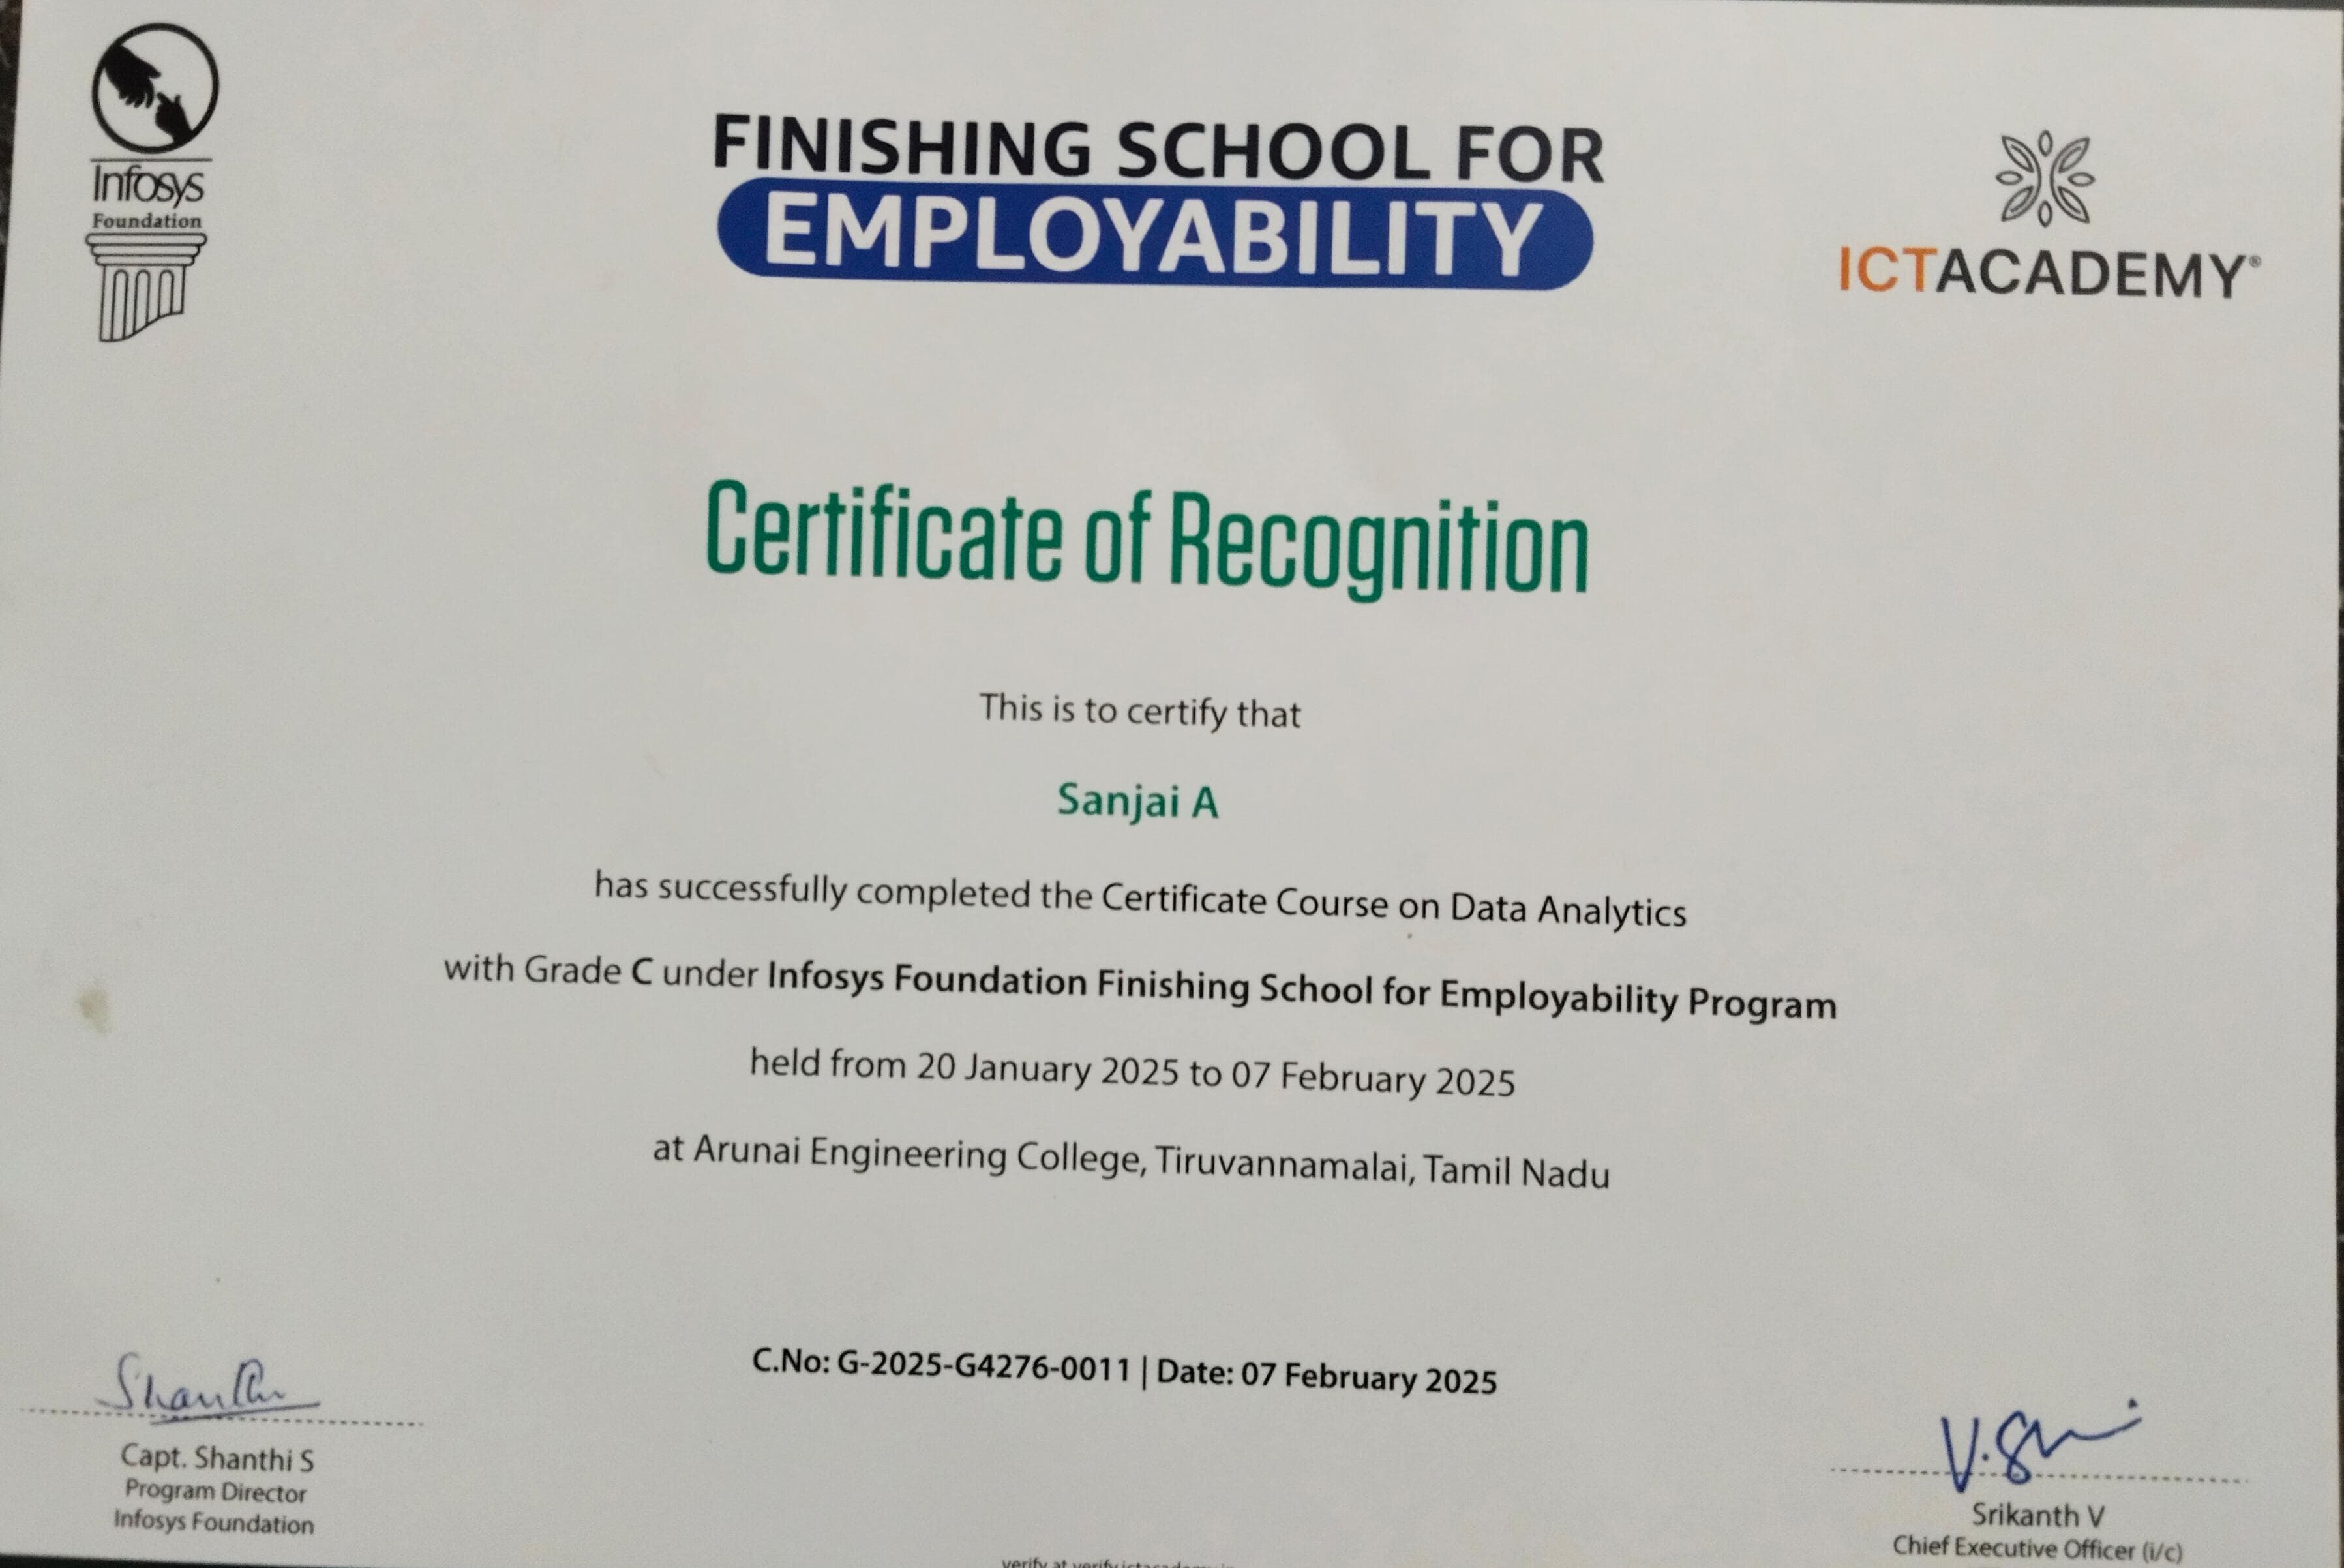 Infosys
Foundation
FINISHING SCHOOL FOR
EMPLOYABILITY
ICTACADEMY®
Certificate of Recognition
This is to certify that
Sanjai A
has successfully completed the Certificate Course on Data Analytics
with Grade C under Infosys Foundation Finishing School for Employability Program
held from 20 January 2025 to 07 February 2025
at Arunai Engineering College, Tiruvannamalai, Tamil Nadu
C.No: G-2025-G4276-0011 | Date: 07 February 2025
Shanthi
Capt. Shanthi S
Program Director
Infosys Foundation
Srikanth V
Chief Executive Officer (i/c)
verify at